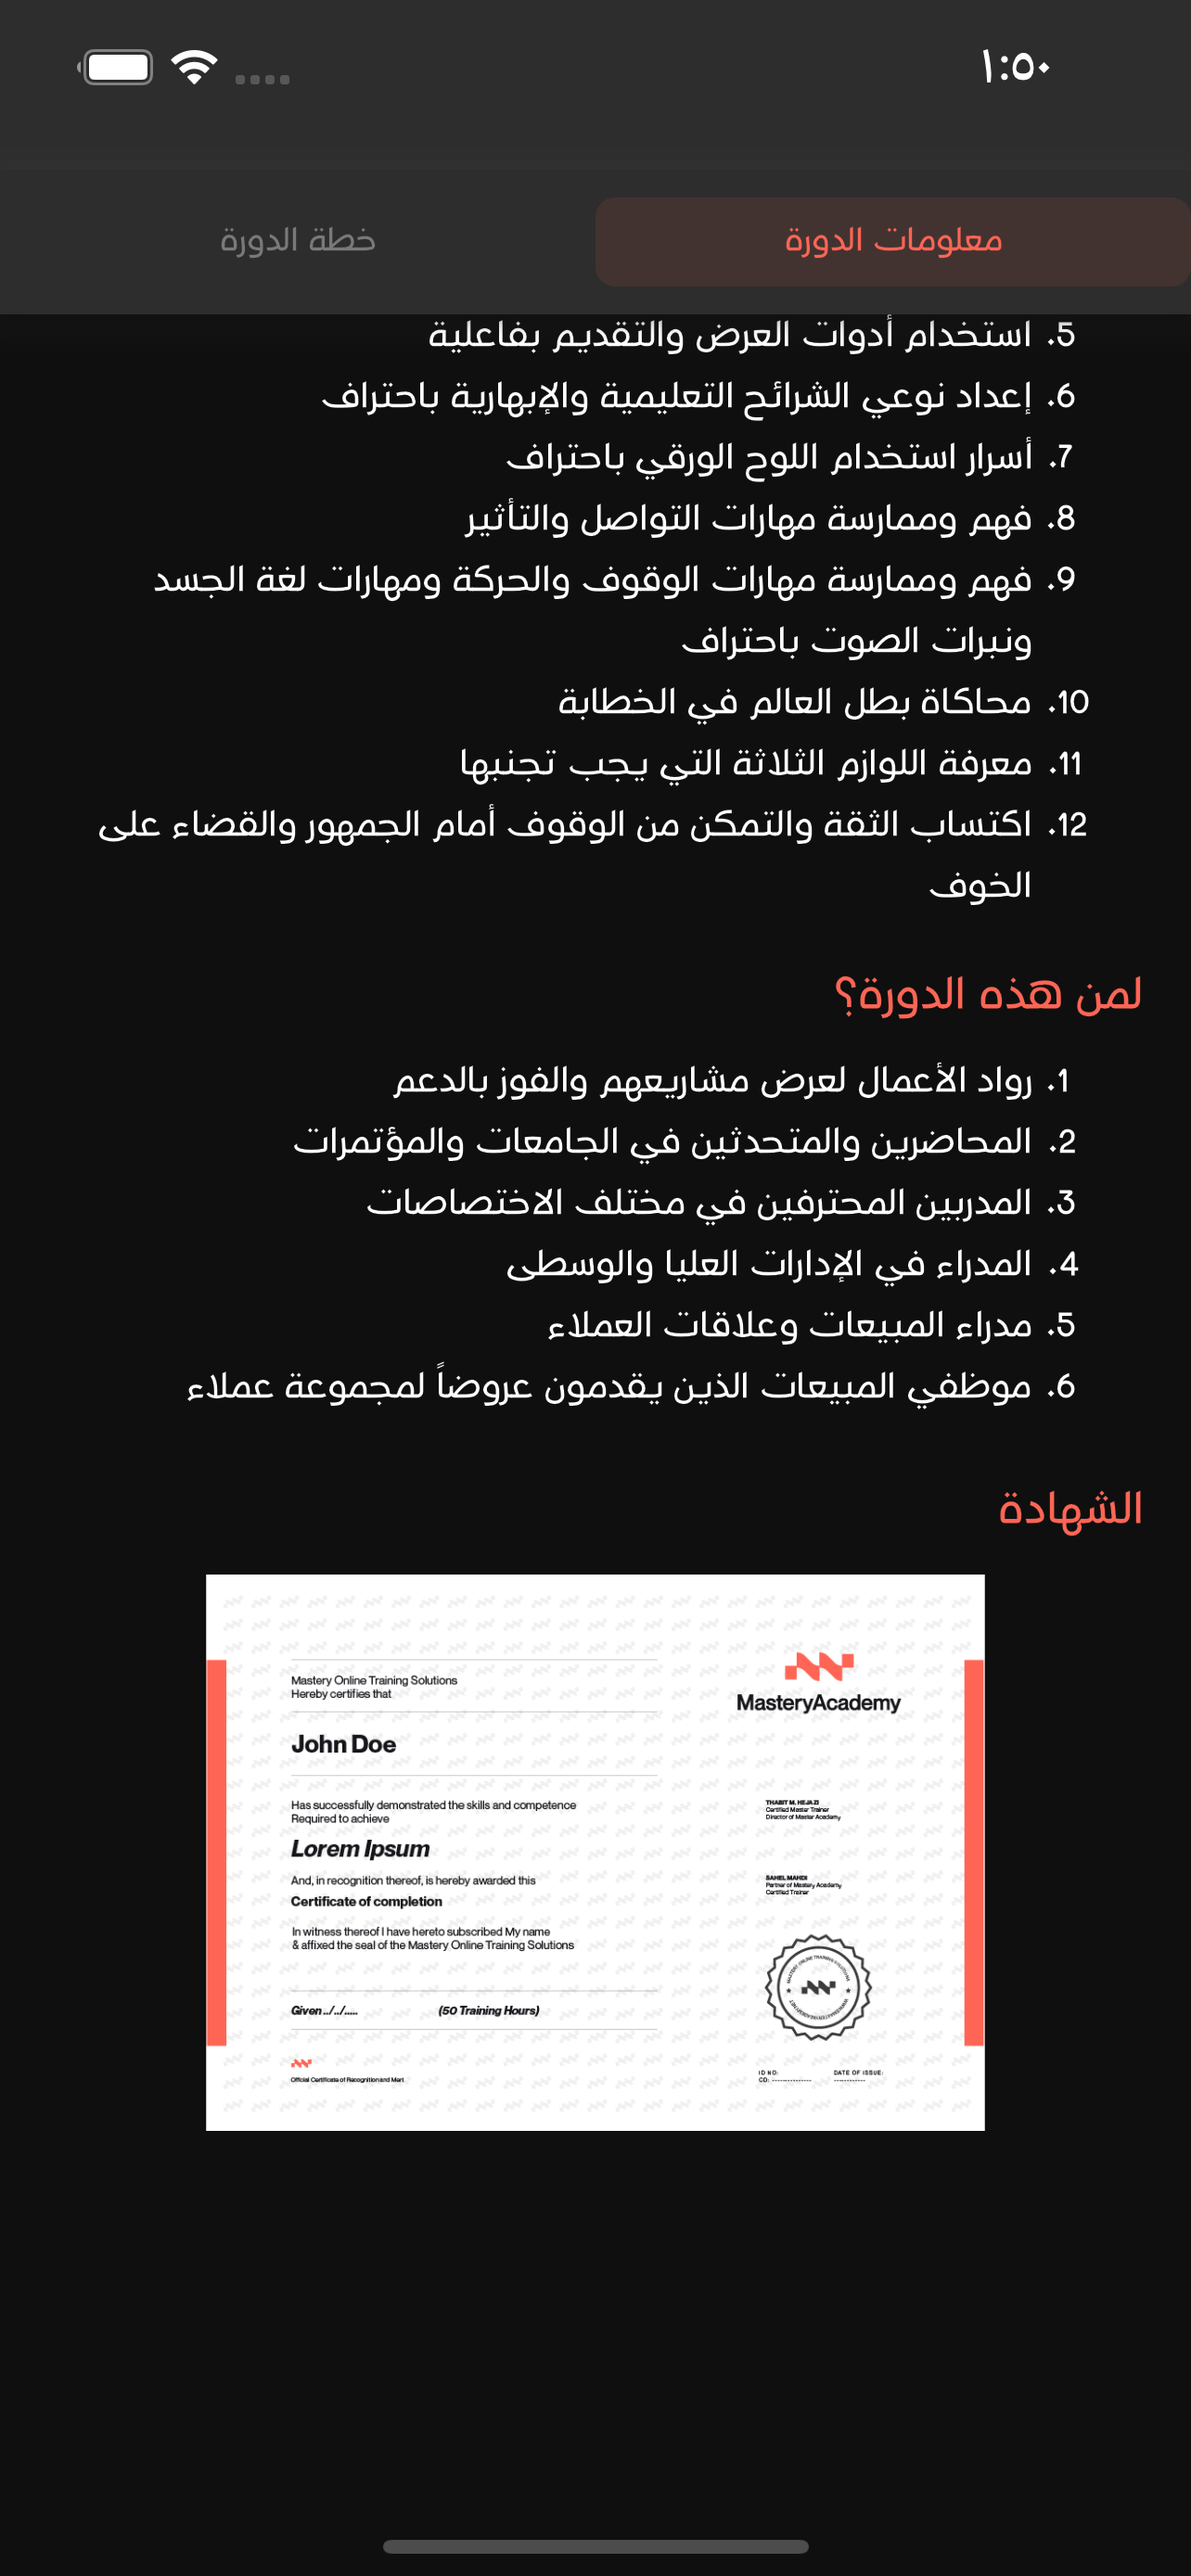 ١:٥٠
معلومات الدورة
خطة الدورة
5. استخدام أدوات العرض والتقديم بفاعلية
6. إعداد نوعي الشرائح التعليمية والإبهارية باحتراف
7. أسرار استخدام اللوح الورقي باحتراف
8. فهم وممارسة مهارات التواصل والتأثير
9. فهم وممارسة مهارات الوقوف والحركة ومهارات لغة الجسد
ونبرات الصوت باحتراف
10. محاكاة بطل العالم في الخطابة
11. معرفة اللوازم الثلاثة التي يجب تجنبها
12. اكتساب الثقة والتمكن من الوقوف أمام الجمهور والقضاء على
الخوف
لمن هذه الدورة؟
1. رواد الأعمال لعرض مشاريعهم والفوز بالدعم
2. المحاضرين والمتحدثين في الجامعات والمؤتمرات
3. المدربين المحترفين في مختلف الاختصاصات
4. المدراء في الإدارات العليا والوسطى
5. مدراء المبيعات وعلاقات العملاء
6. موظفي المبيعات الذين يقدمون عروضاً لمجموعة عملاء
الشهادة
Mastery Online Training Solutions
Hereby certifies that
John Doe
Has successfully demonstrated the skills and competence
Required to achieve
Lorem Ipsum
And, in recognition thereof, is hereby awarded this
Certificate of completion
In witness thereof I have hereto subscribed My name
& affixed the seal of the Mastery Online Training Solutions
Given ../../.....
(50 Training Hours)
Official Certificate of Recognition and Merit
MasteryAcademy
THABIT M. HEJAZI
Certified Master Trainer
Director of Master Academy
SAHEL MAHDI
Partner of Mastery Academy
Certified Trainer
MASTERY ONLINE TRAINING SOLUTIONS
ID NO:
CD: ---------------
DATE OF ISSUE:
------------